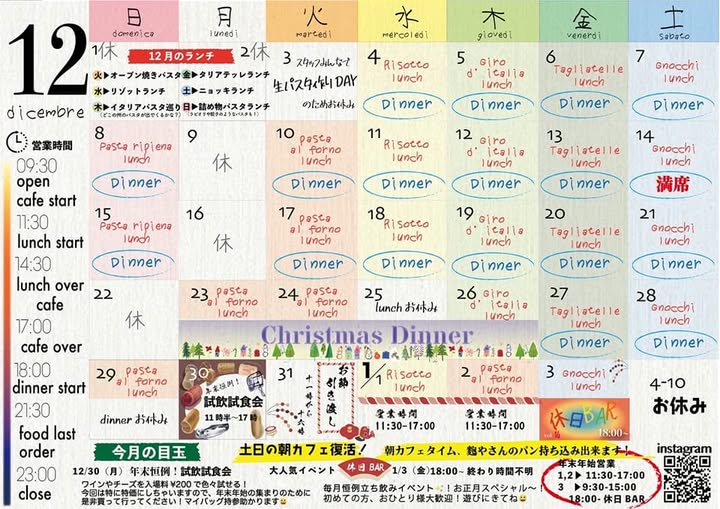 12
dicembre
日
domenica
月
lunedì
火
martedì
水
mercoledì
木
giovedì
金
venerdì
土
sabato
1 休
2 休
12月のランチ
火▶オーブン焼きパスタ 金▶タリアテッレランチ
水▶リゾットランチ 土▶ニョッキランチ
木▶イタリアパスタ巡り 日▶詰め物パスタランチ
(どこの州のパスタが出てくるかな?) (ラビオリや餃子のようなパスタも!)
3 スタッフみんなで
生パスタ作りDAY
のためお休み
4 Risotto lunch
Dinner
5 Giro d'italia lunch
Dinner
6 Tagliatelle lunch
Dinner
7 Gnocchi lunch
Dinner
営業時間
09:30
open
cafe start
11:30
lunch start
14:30
lunch over
cafe
17:00
cafe over
18:00
dinner start
21:30
food last
order
23:00
close
8 Pasta ripiena lunch
Dinner
9 休
10 pasta al forno lunch
Dinner
11 Risotto lunch
Dinner
12 Giro d'italia lunch
Dinner
13 Tagliatelle lunch
Dinner
14 Gnocchi lunch
満席
15 Pasta ripiena lunch
Dinner
16 休
17 pasta al forno lunch
Dinner
18 Risotto lunch
Dinner
19 Giro d'italia lunch
Dinner
20 Tagliatelle lunch
Dinner
21 Gnocchi lunch
Dinner
22 休
23 pasta al forno lunch
24 pasta al forno lunch
25 lunch お休み
26 Giro d'italia lunch
Christmas Dinner
27 Tagliatelle lunch
Dinner
28 Gnocchi lunch
Dinner
29 pasta al forno lunch
dinner お休み
30
年末恒例!
試飲試食会
11時半~17時
31
お節
引き渡し
1/1 Risotto lunch
営業時間
11:30-17:00
2 pasta al forno lunch
営業時間
11:30-17:00
3 Gnocchi lunch
休日BAR
18:00~
4-10
お休み
今月の目玉
土日の朝カフェ復活!
朝カフェタイム、麭やさんのパン持ち込み出来ます!
12/30(月)年末恒例!試飲試食会
ワインやチーズを入場料¥200で色々試せる!
今回は特に特価にしちゃいますので、年末年始の集まりのために
是非買って行ってください!マイバッグ持参助かります😀
大人気イベント 休日BAR 1/3(金)18:00~ 終わり時間不明
毎月恒例立ち飲みイベント✨!お正月スペシャル~!
初めての方、おひとり様大歓迎!遊びにきてね😀
年末年始営業
1,2▶11:30-17:00
3 ▶9:30-15:00
18:00- 休日BAR
instagram